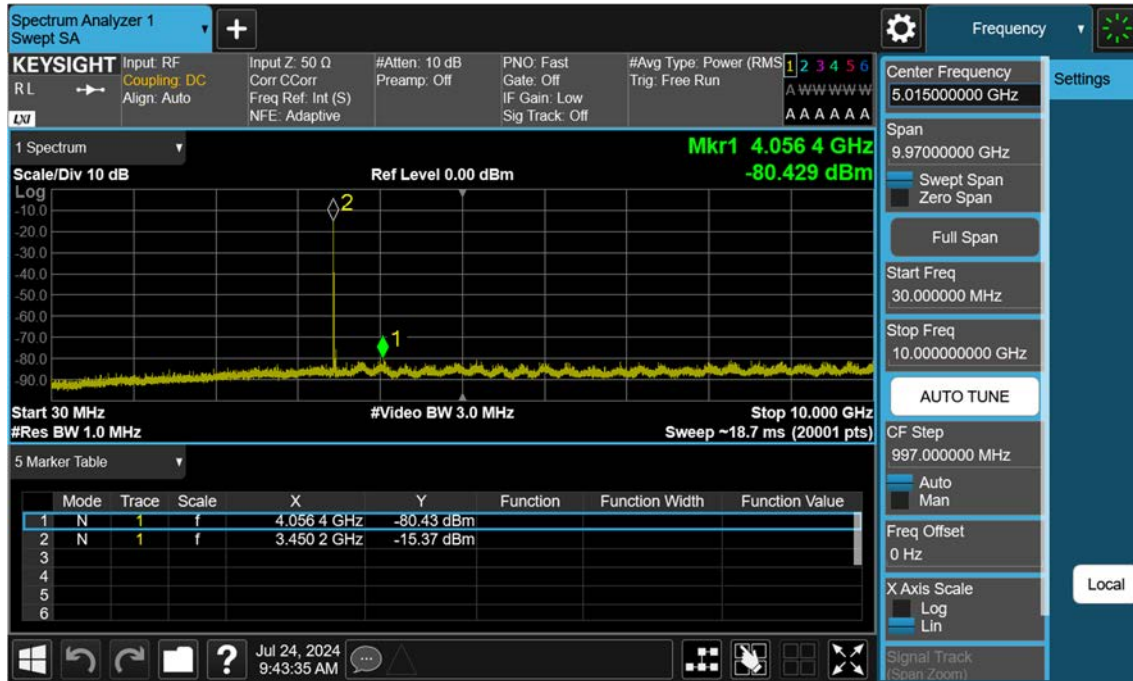 Spectrum Analyzer 1
Swept SA
+
Frequency
KEYSIGHT
RL
LXI
Input: RF
Coupling: DC
Align: Auto
Input Z: 50 Ω
Corr CCorr
Freq Ref: Int (S)
NFE: Adaptive
#Atten: 10 dB
Preamp: Off
PNO: Fast
Gate: Off
IF Gain: Low
Sig Track: Off
#Avg Type: Power (RMS
Trig: Free Run
1 2 3 4 5 6
A W W W W W
A A A A A A
1 Spectrum
Mkr1 4.056 4 GHz
-80.429 dBm
Scale/Div 10 dB
Ref Level 0.00 dBm
Log
-10.0
-20.0
-30.0
-40.0
-50.0
-60.0
-70.0
-80.0
-90.0
2
1
Start 30 MHz
#Video BW 3.0 MHz
Stop 10.000 GHz
#Res BW 1.0 MHz
Sweep ~18.7 ms (20001 pts)
5 Marker Table
Mode Trace Scale X Y Function Function Width Function Value
1 N 1 f 4.056 4 GHz -80.43 dBm
2 N 1 f 3.450 2 GHz -15.37 dBm
3
4
5
6
?
Jul 24, 2024
9:43:35 AM
Center Frequency
5.015000000 GHz
Settings
Span
9.97000000 GHz
Swept Span
Zero Span
Full Span
Start Freq
30.000000 MHz
Stop Freq
10.000000000 GHz
AUTO TUNE
CF Step
997.000000 MHz
Auto
Man
Freq Offset
0 Hz
X Axis Scale
Log
Lin
Local
Signal Track
(Span Zoom)